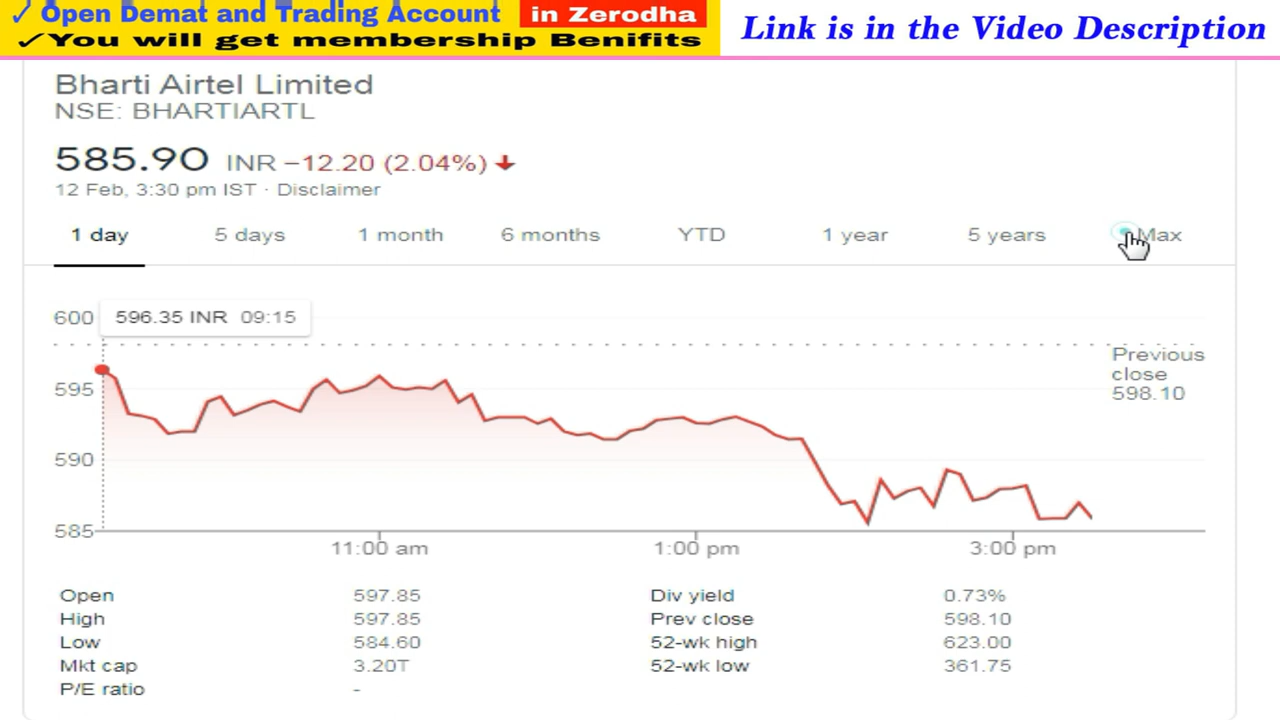 ✓ Open Demat and Trading Account in Zerodha
✓You will get membership Benifits
Link is in the Video Description
Bharti Airtel Limited
NSE: BHARTIARTL
585.90 INR −12.20 (2.04%) ↓
12 Feb, 3:30 pm IST · Disclaimer
1 day 5 days 1 month 6 months YTD 1 year 5 years Max
600
596.35 INR 09:15
Previous
close
598.10
595
590
585
11:00 am 1:00 pm 3:00 pm
Open 597.85 Div yield 0.73%
High 597.85 Prev close 598.10
Low 584.60 52-wk high 623.00
Mkt cap 3.20T 52-wk low 361.75
P/E ratio -